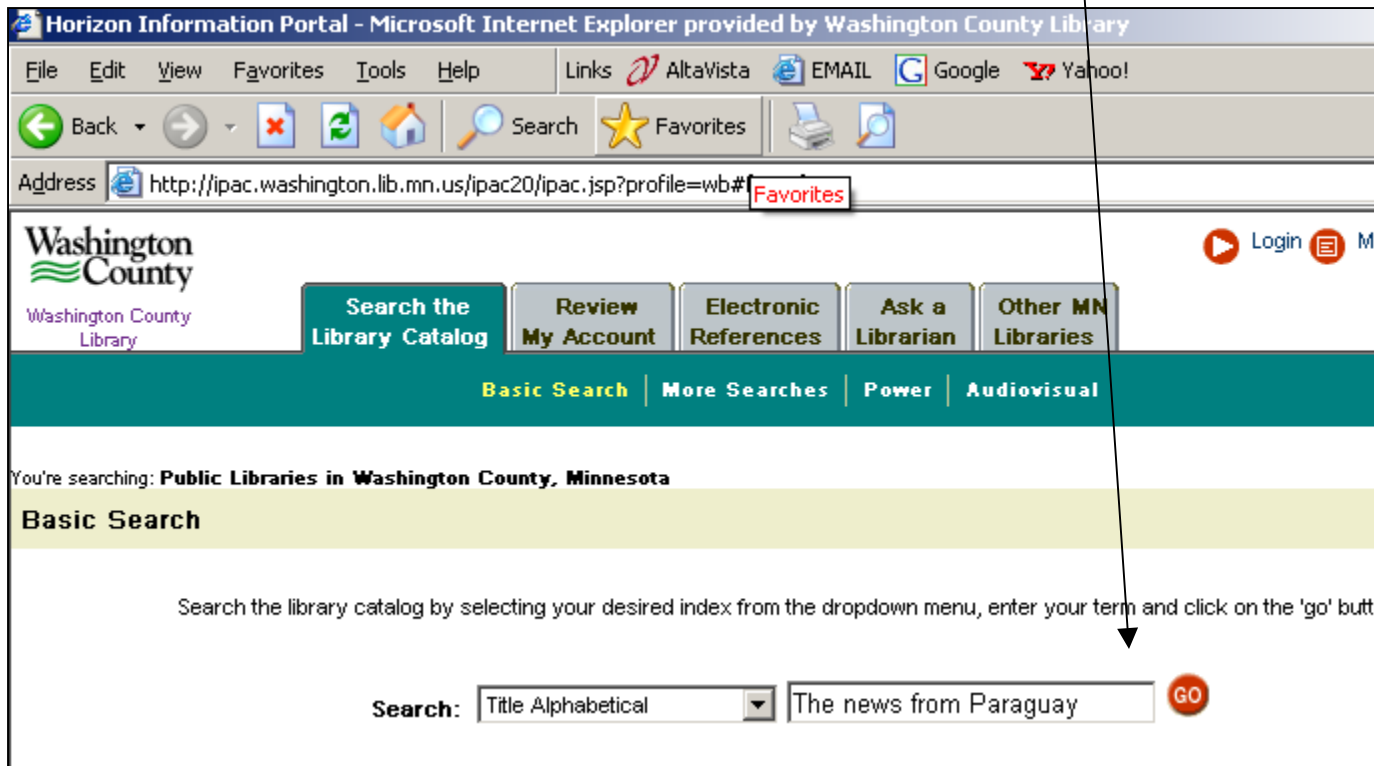 Horizon Information Portal - Microsoft Internet Explorer provided by Washington County Library
File Edit View Favorites Tools Help Links AltaVista EMAIL Google Yahoo!
Back Search Favorites
Address http://ipac.washington.lib.mn.us/ipac20/ipac.jsp?profile=wb#
Favorites
Washington
County
Login M
Washington County
Library
Search the
Library Catalog
Review
My Account
Electronic
References
Ask a
Librarian
Other MN
Libraries
Basic Search | More Searches | Power | Audiovisual
You're searching: Public Libraries in Washington County, Minnesota
Basic Search
Search the library catalog by selecting your desired index from the dropdown menu, enter your term and click on the 'go' butt
Search: Title Alphabetical The news from Paraguay GO